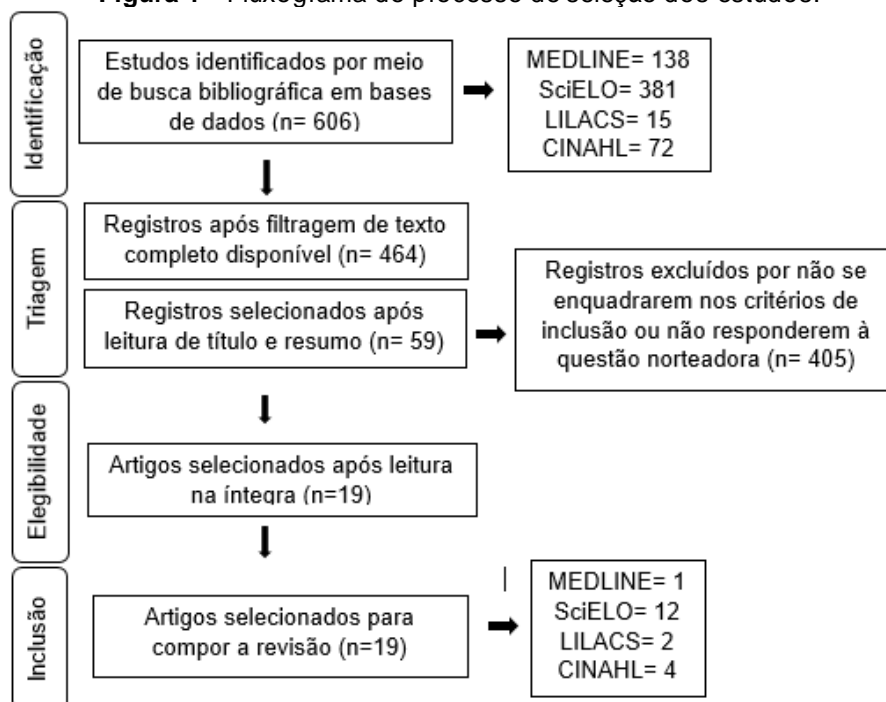 Figura 1 – Fluxograma do processo de seleção dos estudos.
Identificação
Estudos identificados por meio
de busca bibliográfica em bases
de dados (n= 606)
MEDLINE= 138
SciELO= 381
LILACS= 15
CINAHL= 72
Triagem
Registros após filtragem de texto
completo disponível (n= 464)
Registros selecionados após
leitura de título e resumo (n= 59)
Registros excluídos por não se
enquadrarem nos critérios de
inclusão ou não responderem à
questão norteadora (n= 405)
Elegibilidade
Artigos selecionados após leitura
na íntegra (n=19)
Inclusão
Artigos selecionados para
compor a revisão (n=19)
MEDLINE= 1
SciELO= 12
LILACS= 2
CINAHL= 4